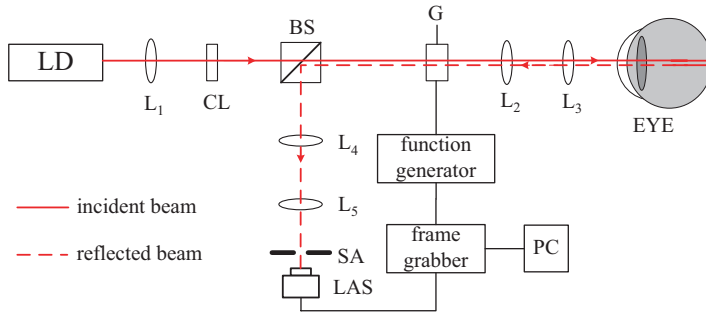 BS
G
LD
L1
CL
L2
L3
EYE
L4
function
generator
incident beam
L5
reflected beam
SA
frame
grabber
PC
LAS